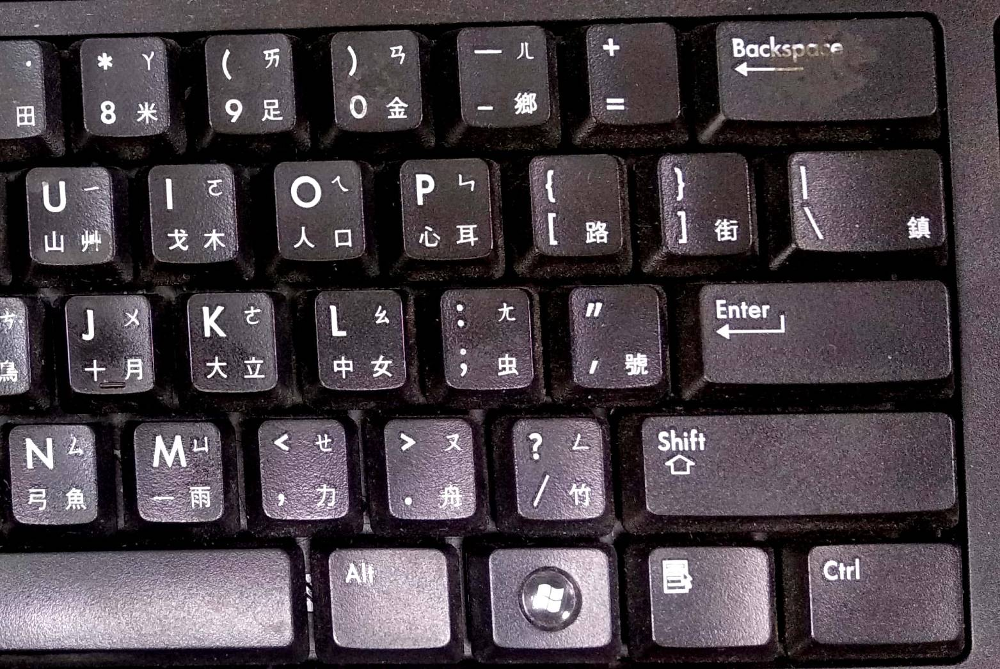 ˙ * ㄚ ( ㄞ ) ㄢ — ㄦ + Backspace
田 8 米 9 足 0 金 - 鄉 =
U ㄧ I ㄛ O ㄟ P ㄣ { } |
山 艸 戈 木 人 口 心 耳 [ 路 ] 街 \ 鎮
ㄘ J ㄨ K ㄜ L ㄠ : ㄤ " Enter
十 月 大 立 中 女 ; 虫 ' 號
N ㄙ M ㄩ < ㄝ > ㄡ ? ㄥ Shift
弓 魚 一 雨 , 力 . 舟 / 竹
Alt Ctrl